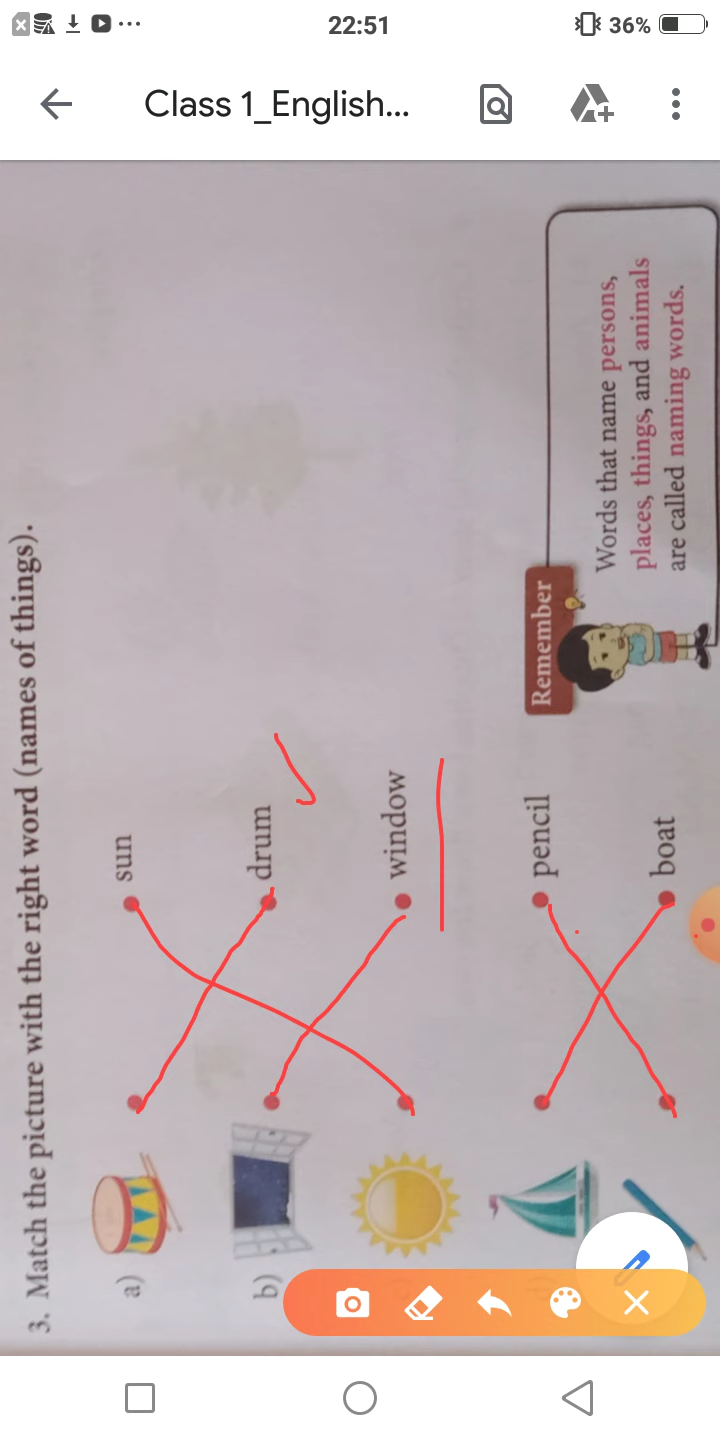 22:51
36%
Class 1_English...
3. Match the picture with the right word (names of things).
a)
sun
b)
drum
window
pencil
boat
Remember
Words that name persons,
places, things, and animals
are called naming words.